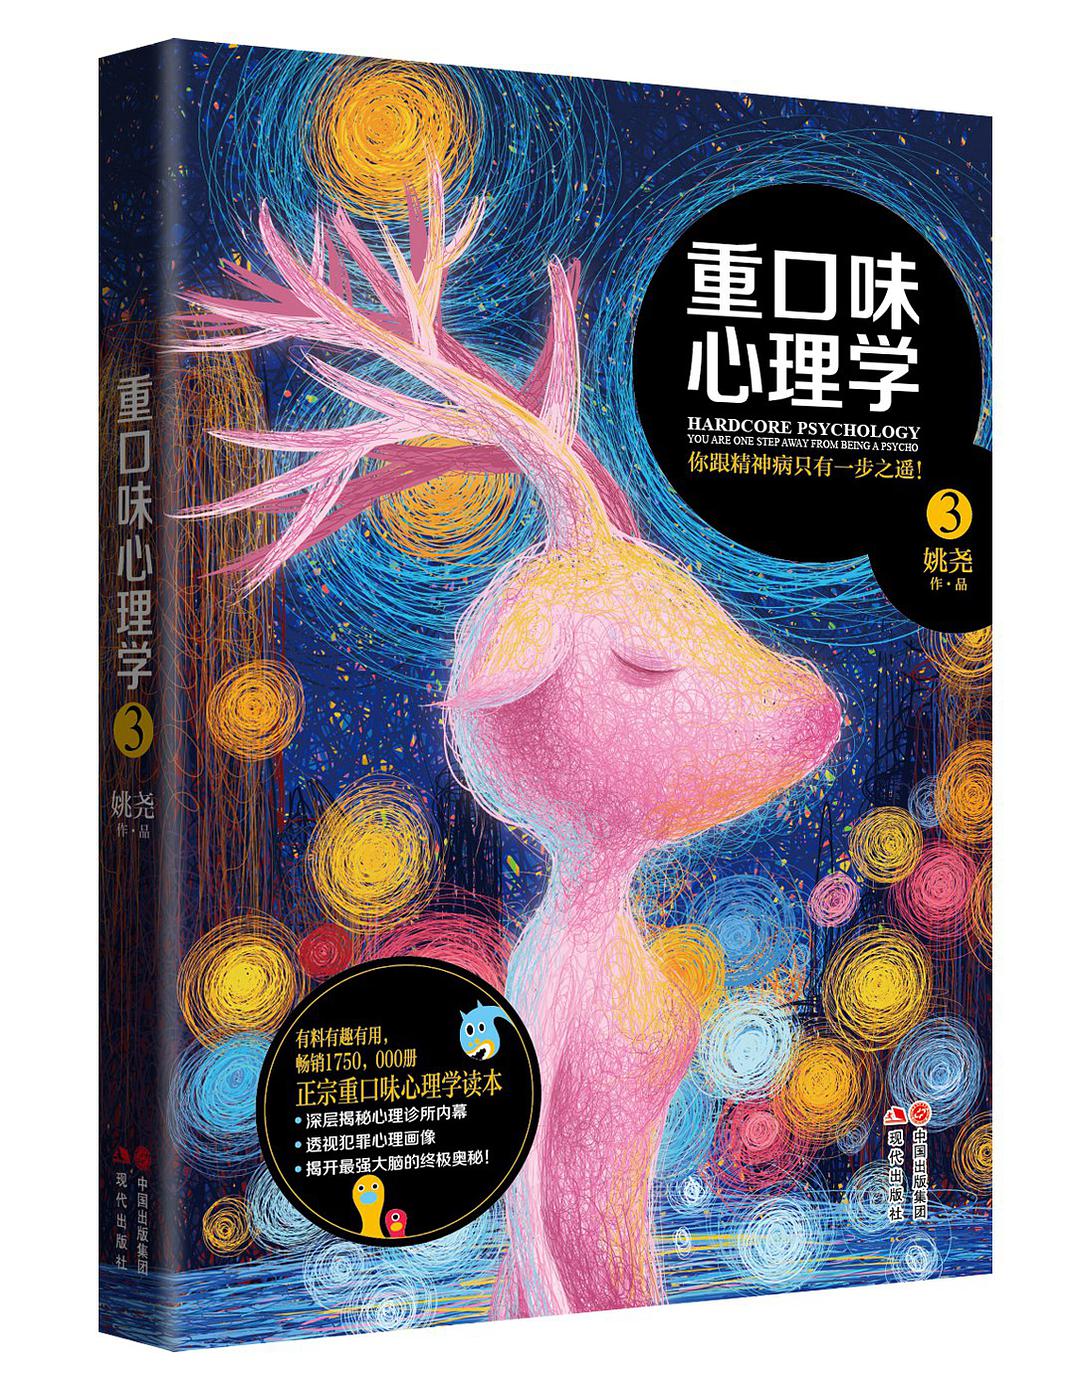 重口味
心理学
HARDCORE PSYCHOLOGY
YOU ARE ONE STEP AWAY FROM BEING A PSYCHO
你跟精神病只有一步之遥!
3
姚尧
作·品
有料有趣有用,
畅销1750,000册
正宗重口味心理学读本
•深层揭秘心理诊所内幕
•透视犯罪心理画像
•揭开最强大脑的终极奥秘!
中国出版集团
现代出版社
重口味心理学
3
姚尧
作·品
中国出版集团
现代出版社